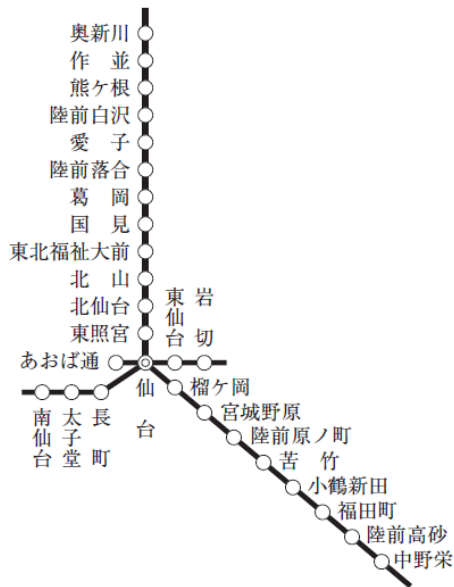 奥新川
作並
熊ケ根
陸前白沢
愛子
陸前落合
葛岡
国見
東北福祉大前
北山
北仙台
東照宮
東仙台
岩切
あおば通
仙台
南仙台
太子堂
長町
榴ケ岡
宮城野原
陸前原ノ町
苦竹
小鶴新田
福田町
陸前高砂
中野栄